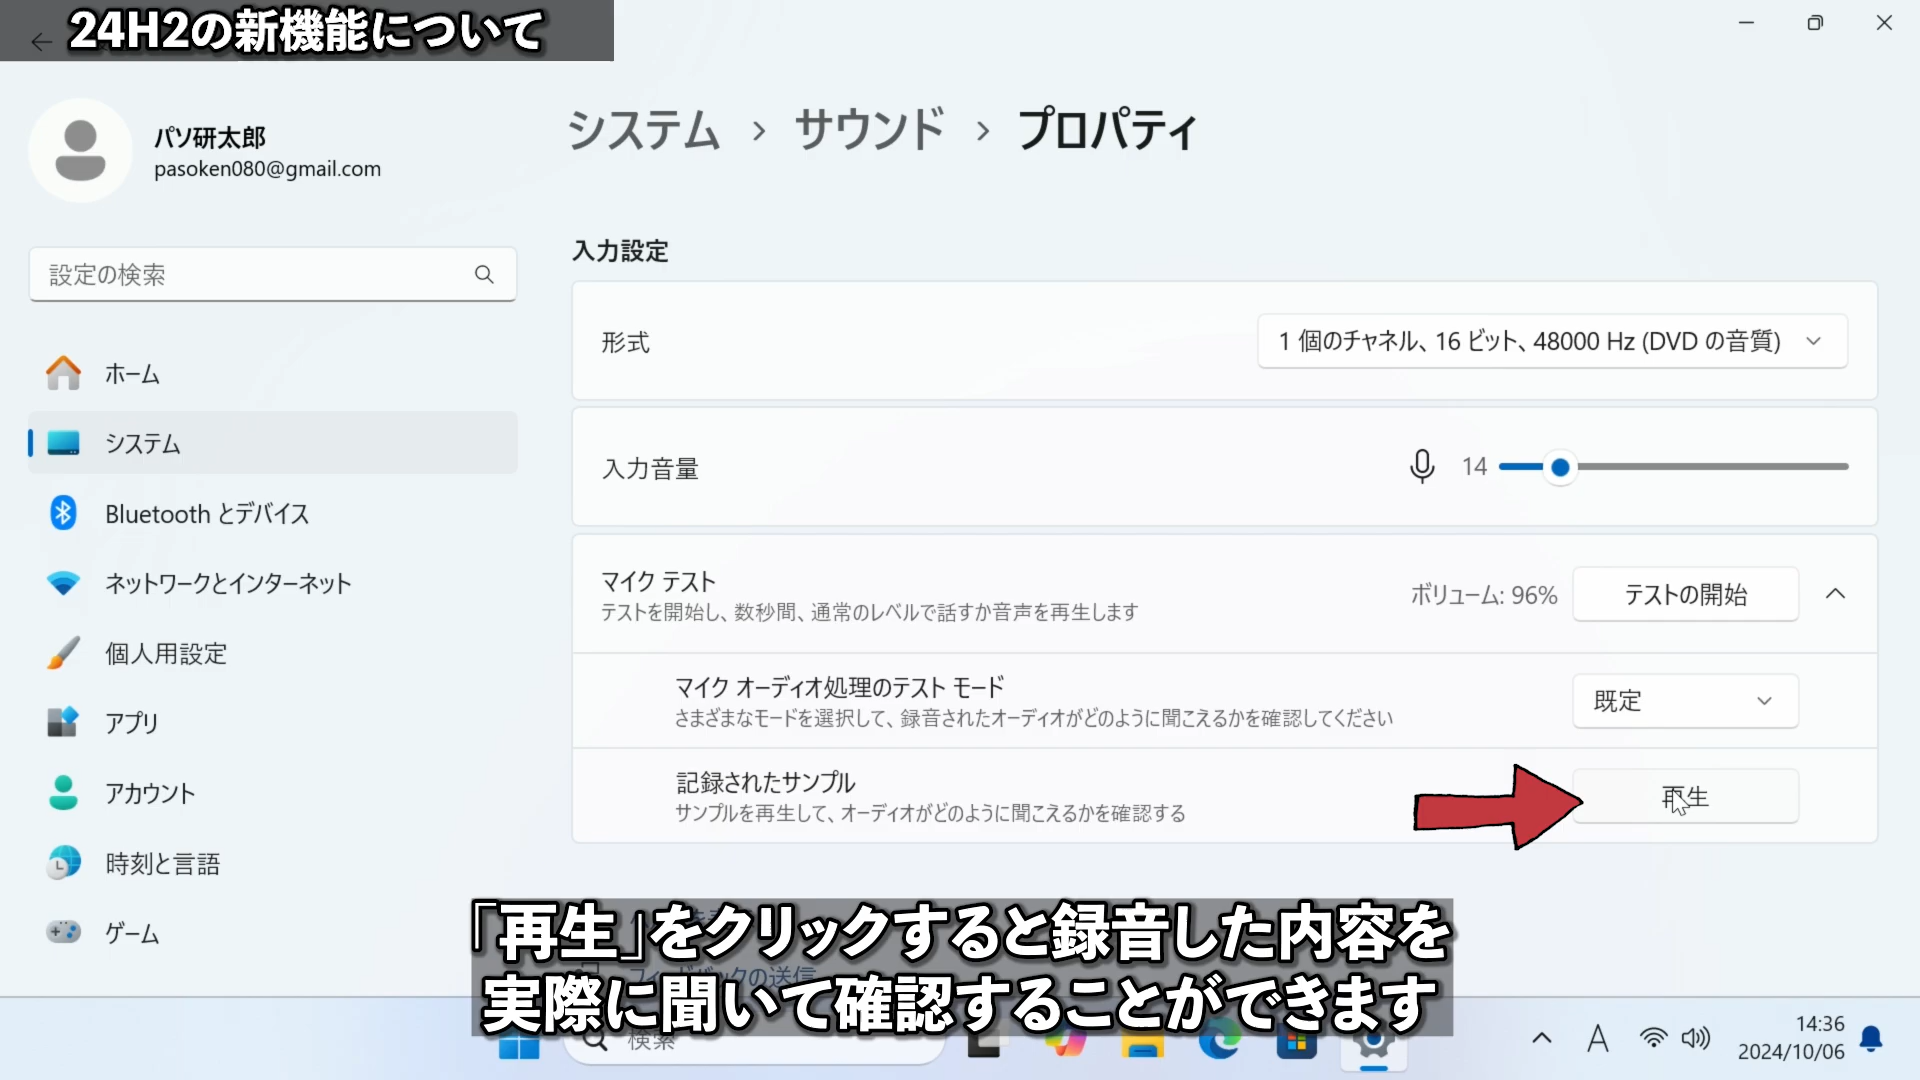 24H2の新機能について
パソ研太郎
pasoken080@gmail.com
設定の検索
ホーム
システム
Bluetooth とデバイス
ネットワークとインターネット
個人用設定
アプリ
アカウント
時刻と言語
ゲーム
システム › サウンド › プロパティ
入力設定
形式
1 個のチャネル、16 ビット、48000 Hz (DVD の音質)
入力音量
14
マイク テスト
テストを開始し、数秒間、通常のレベルで話すか音声を再生します
ボリューム: 96%
テストの開始
マイク オーディオ処理のテスト モード
さまざまなモードを選択して、録音されたオーディオがどのように聞こえるかを確認してください
既定
記録されたサンプル
サンプルを再生して、オーディオがどのように聞こえるかを確認する
再生
「再生」をクリックすると録音した内容を
フィードバックの送信
実際に聞いて確認することができます
検索
A
14:36
2024/10/06